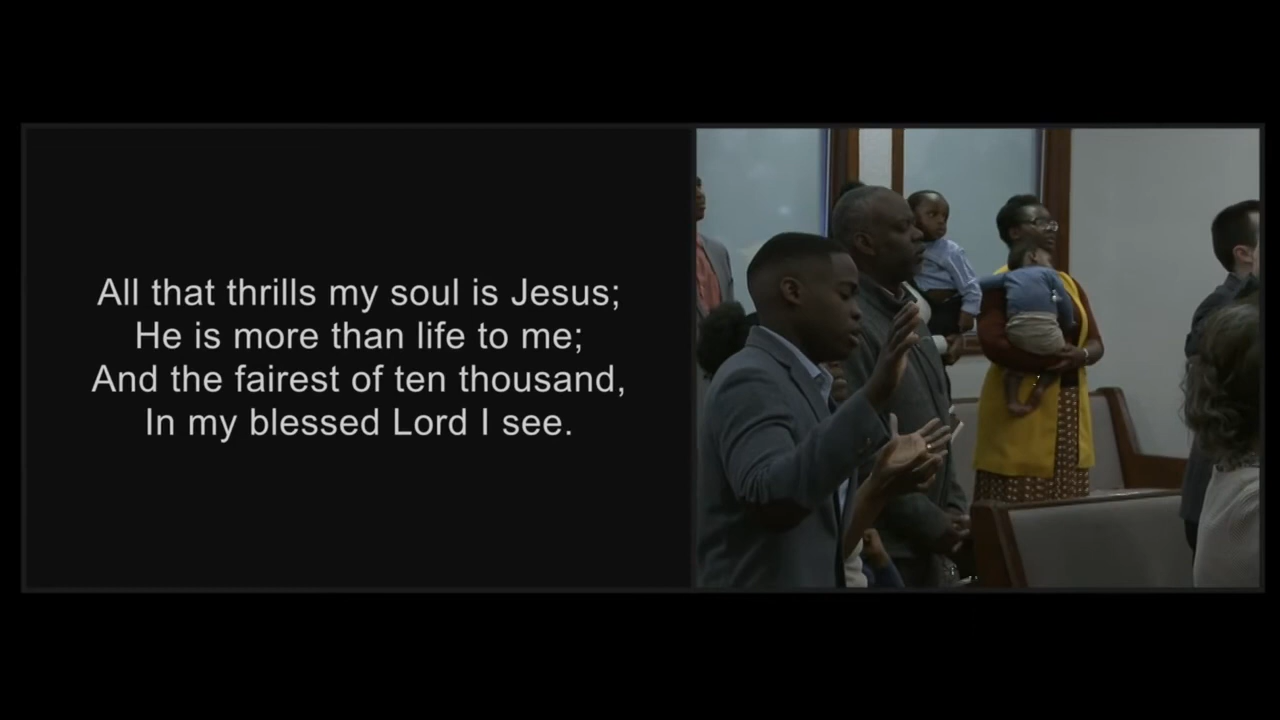 All that thrills my soul is Jesus;
He is more than life to me;
And the fairest of ten thousand,
In my blessed Lord I see.